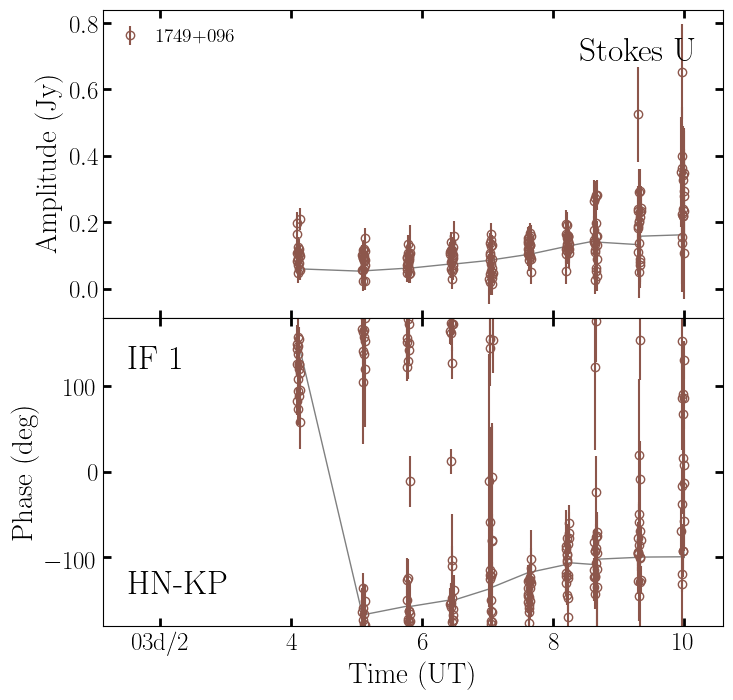 1749+096
Stokes U
Amplitude (Jy)
0.8
0.6
0.4
0.2
0.0
IF 1
HN-KP
Phase (deg)
100
0
−100
03d/2 4 6 8 10
Time (UT)